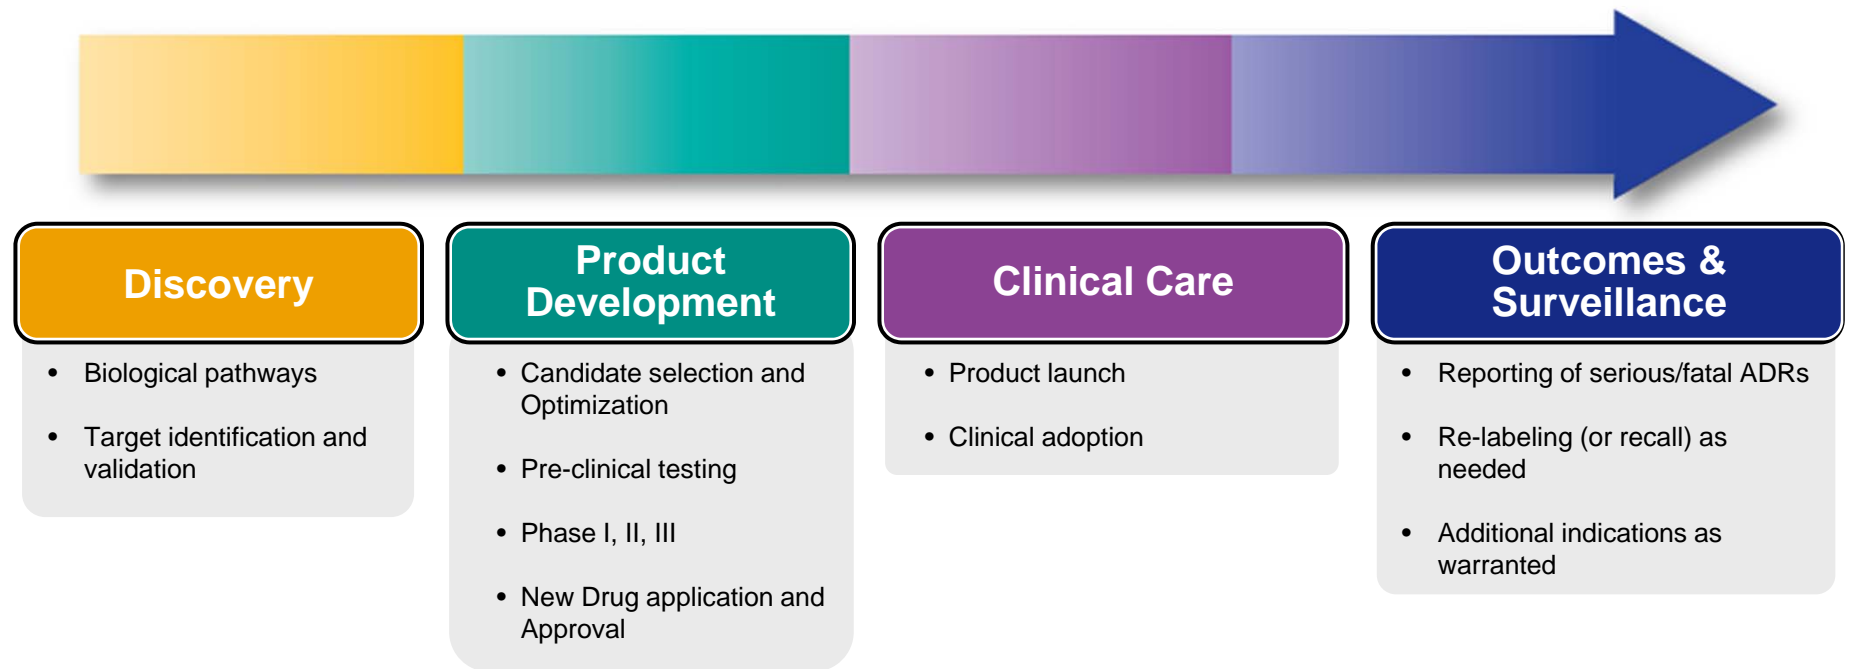 Discovery
• Biological pathways
• Target identification and
validation
Product
Development
• Candidate selection and
Optimization
• Pre-clinical testing
• Phase I, II, III
• New Drug application and
Approval
Clinical Care
• Product launch
• Clinical adoption
Outcomes &
Surveillance
• Reporting of serious/fatal ADRs
• Re-labeling (or recall) as
needed
• Additional indications as
warranted